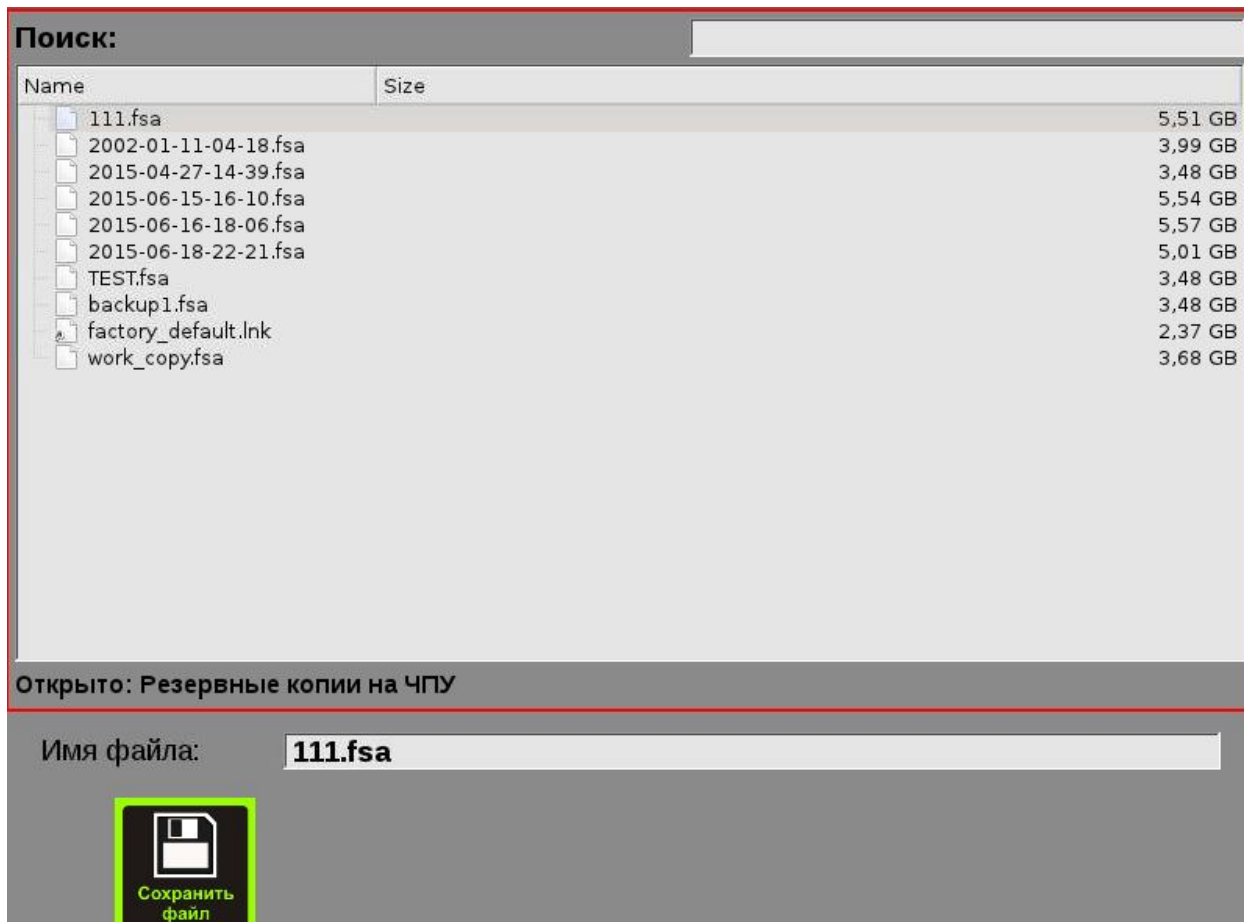 Поиск:
Name Size
111.fsa 5,51 GB
2002-01-11-04-18.fsa 3,99 GB
2015-04-27-14-39.fsa 3,48 GB
2015-06-15-16-10.fsa 5,54 GB
2015-06-16-18-06.fsa 5,57 GB
2015-06-18-22-21.fsa 5,01 GB
TEST.fsa 3,48 GB
backup1.fsa 3,48 GB
factory_default.lnk 2,37 GB
work_copy.fsa 3,68 GB
Открыто: Резервные копии на ЧПУ
Имя файла: 111.fsa
Сохранить
файл